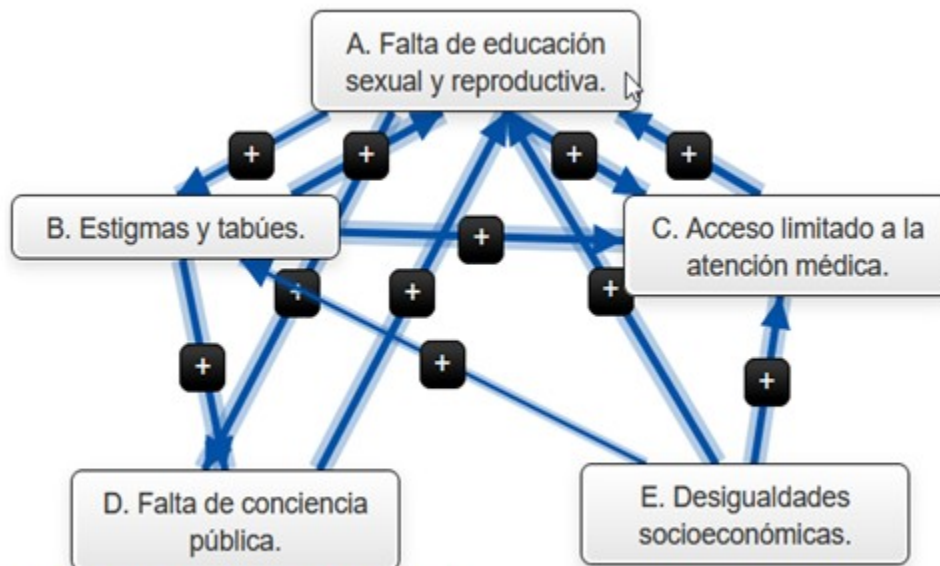 A. Falta de educación
sexual y reproductiva.
+
+
+
+
B. Estigmas y tabúes.
+
C. Acceso limitado a la
atención médica.
+
+
+
+
+
+
D. Falta de conciencia
pública.
E. Desigualdades
socioeconómicas.